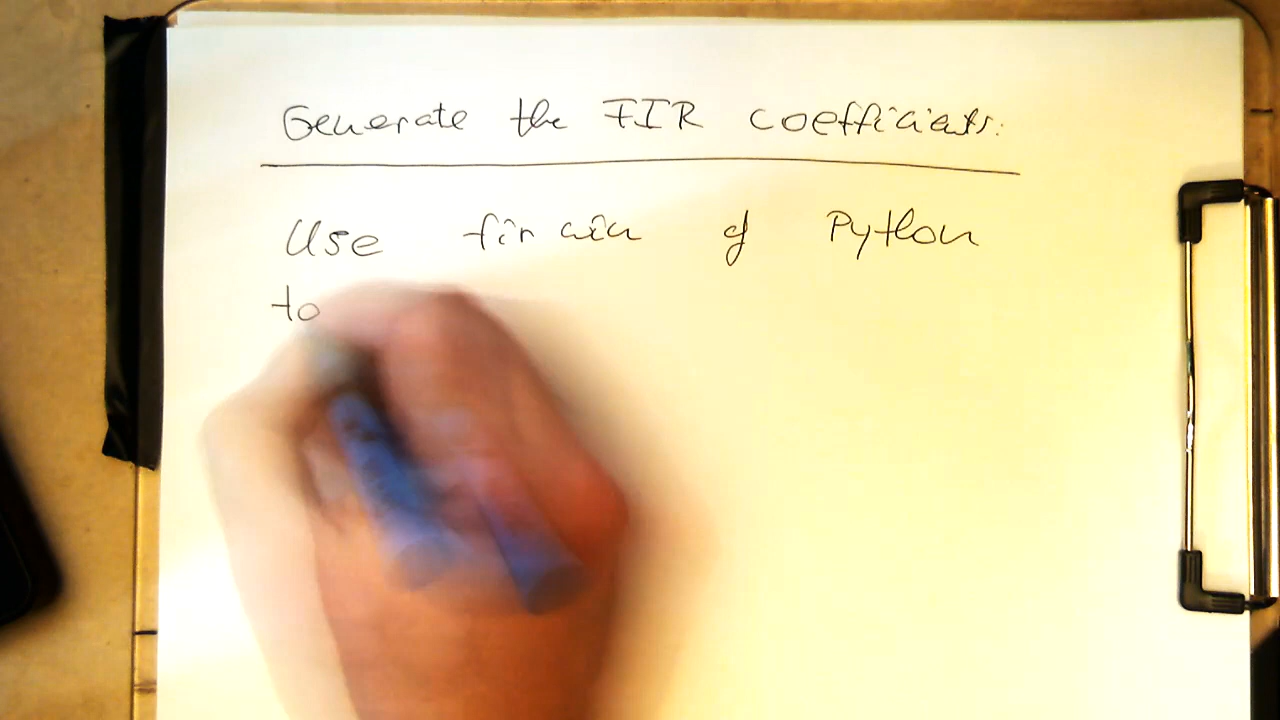 Generate the FIR coefficients:
Use firwin of Python
to